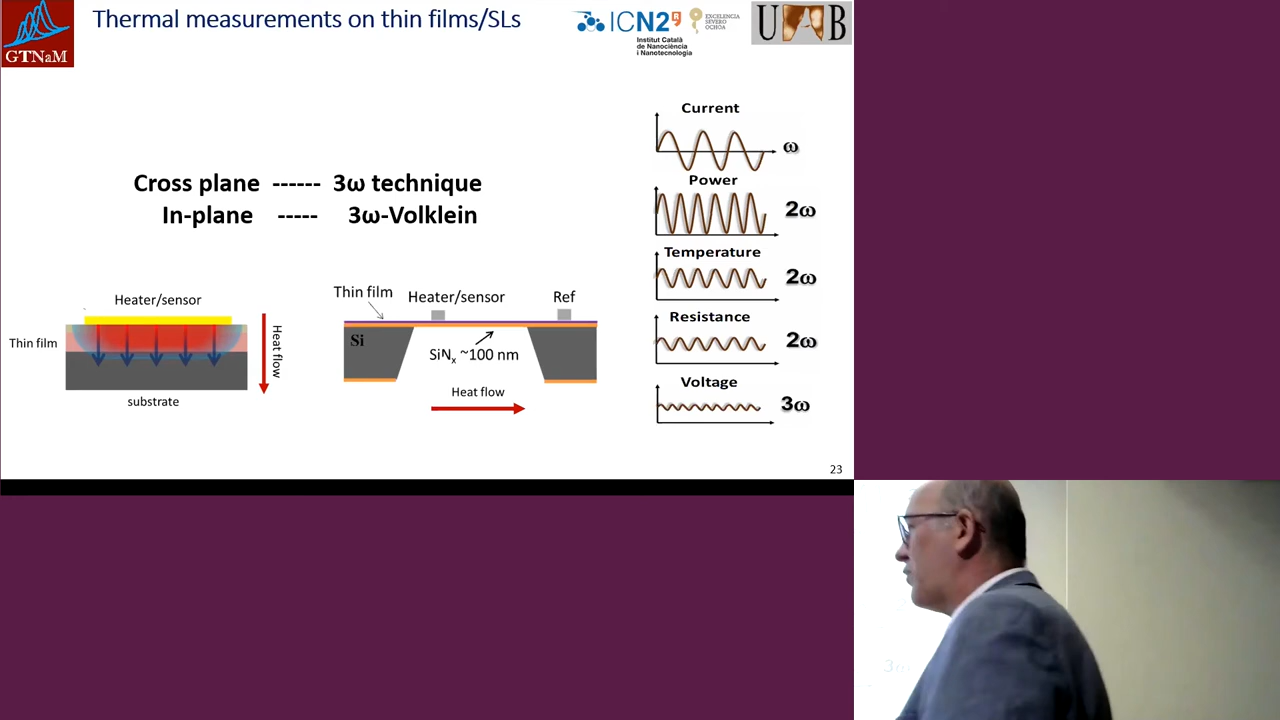 Thermal measurements on thin films/SLs
GTNaM
ICN2
Institut Català
de Nanociència
i Nanotecnologia
EXCELENCIA
SEVERO
OCHOA
UAB
Cross plane ------ 3ω technique
In-plane ----- 3ω-Volklein
Heater/sensor
Thin film
Heat flow
substrate
Thin film
Heater/sensor
Ref
Si
SiNx ~100 nm
Heat flow
Current
ω
Power
2ω
Temperature
2ω
Resistance
2ω
Voltage
3ω
23